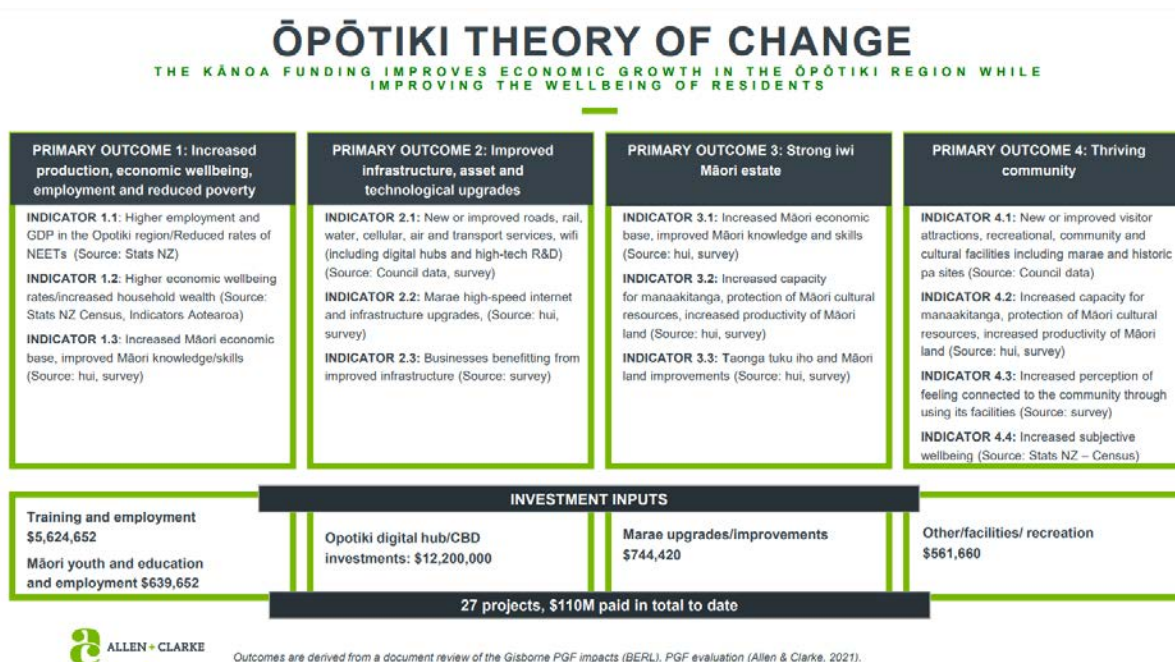 ŌPŌTIKI THEORY OF CHANGE
THE KĀNOA FUNDING IMPROVES ECONOMIC GROWTH IN THE ŌPŌTIKI REGION WHILE
IMPROVING THE WELLBEING OF RESIDENTS
PRIMARY OUTCOME 1: Increased
production, economic wellbeing,
employment and reduced poverty
INDICATOR 1.1: Higher employment and
GDP in the Opotiki region/Reduced rates of
NEETs (Source: Stats NZ)
INDICATOR 1.2: Higher economic wellbeing
rates/increased household wealth (Source:
Stats NZ Census, Indicators Aotearoa)
INDICATOR 1.3: Increased Māori economic
base, improved Māori knowledge/skills
(Source: hui, survey)
PRIMARY OUTCOME 2: Improved
infrastructure, asset and
technological upgrades
INDICATOR 2.1: New or improved roads, rail,
water, cellular, air and transport services, wifi
(including digital hubs and high-tech R&D)
(Source: Council data, survey)
INDICATOR 2.2: Marae high-speed internet
and infrastructure upgrades, (Source: hui,
survey)
INDICATOR 2.3: Businesses benefitting from
improved infrastructure (Source: survey)
PRIMARY OUTCOME 3: Strong iwi
Māori estate
INDICATOR 3.1: Increased Māori economic
base, improved Māori knowledge and skills
(Source: hui, survey)
INDICATOR 3.2: Increased capacity
for manaakitanga, protection of Māori cultural
resources, increased productivity of Māori
land (Source: hui, survey)
INDICATOR 3.3: Taonga tuku iho and Māori
land improvements (Source: hui, survey)
PRIMARY OUTCOME 4: Thriving
community
INDICATOR 4.1: New or improved visitor
attractions, recreational, community and
cultural facilities including marae and historic
pa sites (Source: Council data)
INDICATOR 4.2: Increased capacity for
manaakitanga, protection of Māori cultural
resources, increased productivity of Māori
land (Source: hui, survey)
INDICATOR 4.3: Increased perception of
feeling connected to the community through
using its facilities (Source: survey)
INDICATOR 4.4: Increased subjective
wellbeing (Source: Stats NZ – Census)
INVESTMENT INPUTS
Training and employment
$5,624,652
Māori youth and education
and employment $639,652
Opotiki digital hub/CBD
investments: $12,200,000
Marae upgrades/improvements
$744,420
Other/facilities/ recreation
$561,660
27 projects, $110M paid in total to date
ALLEN + CLARKE
Outcomes are derived from a document review of the Gisborne PGF impacts (BERL), PGF evaluation (Allen & Clarke, 2021).